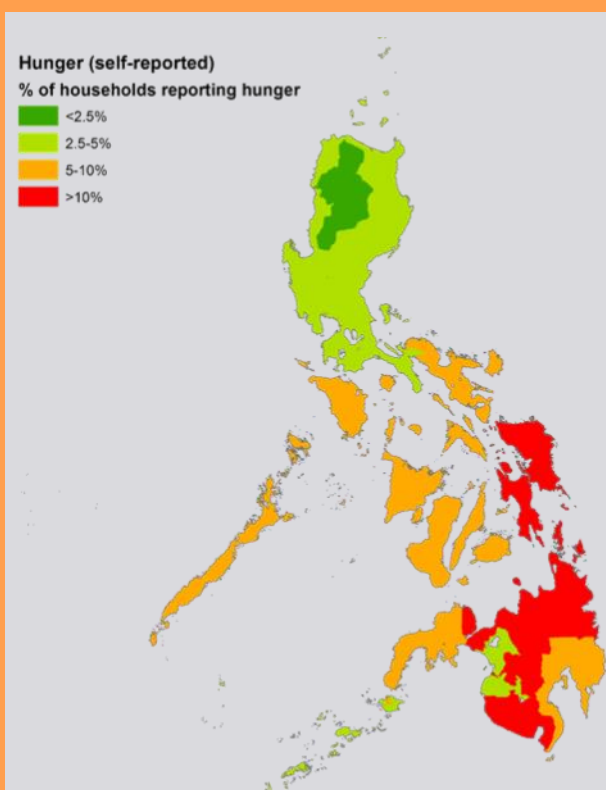 Hunger (self-reported)
% of households reporting hunger
<2.5%
2.5-5%
5-10%
>10%